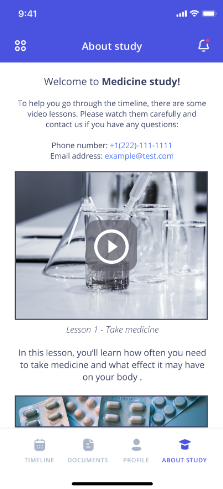 9:41
About study
Welcome to Medicine study!
To help you go through the timeline, there are some
video lessons. Please watch them carefully and
contact us if you have any questions:
Phone number: +1(222)-111-1111
Email address: example@test.com
Lesson 1 - Take medicine
In this lesson, you'll learn how often you need
to take medicine and what effect it may have
on your body .
TIMELINE
DOCUMENTS
PROFILE
ABOUT STUDY